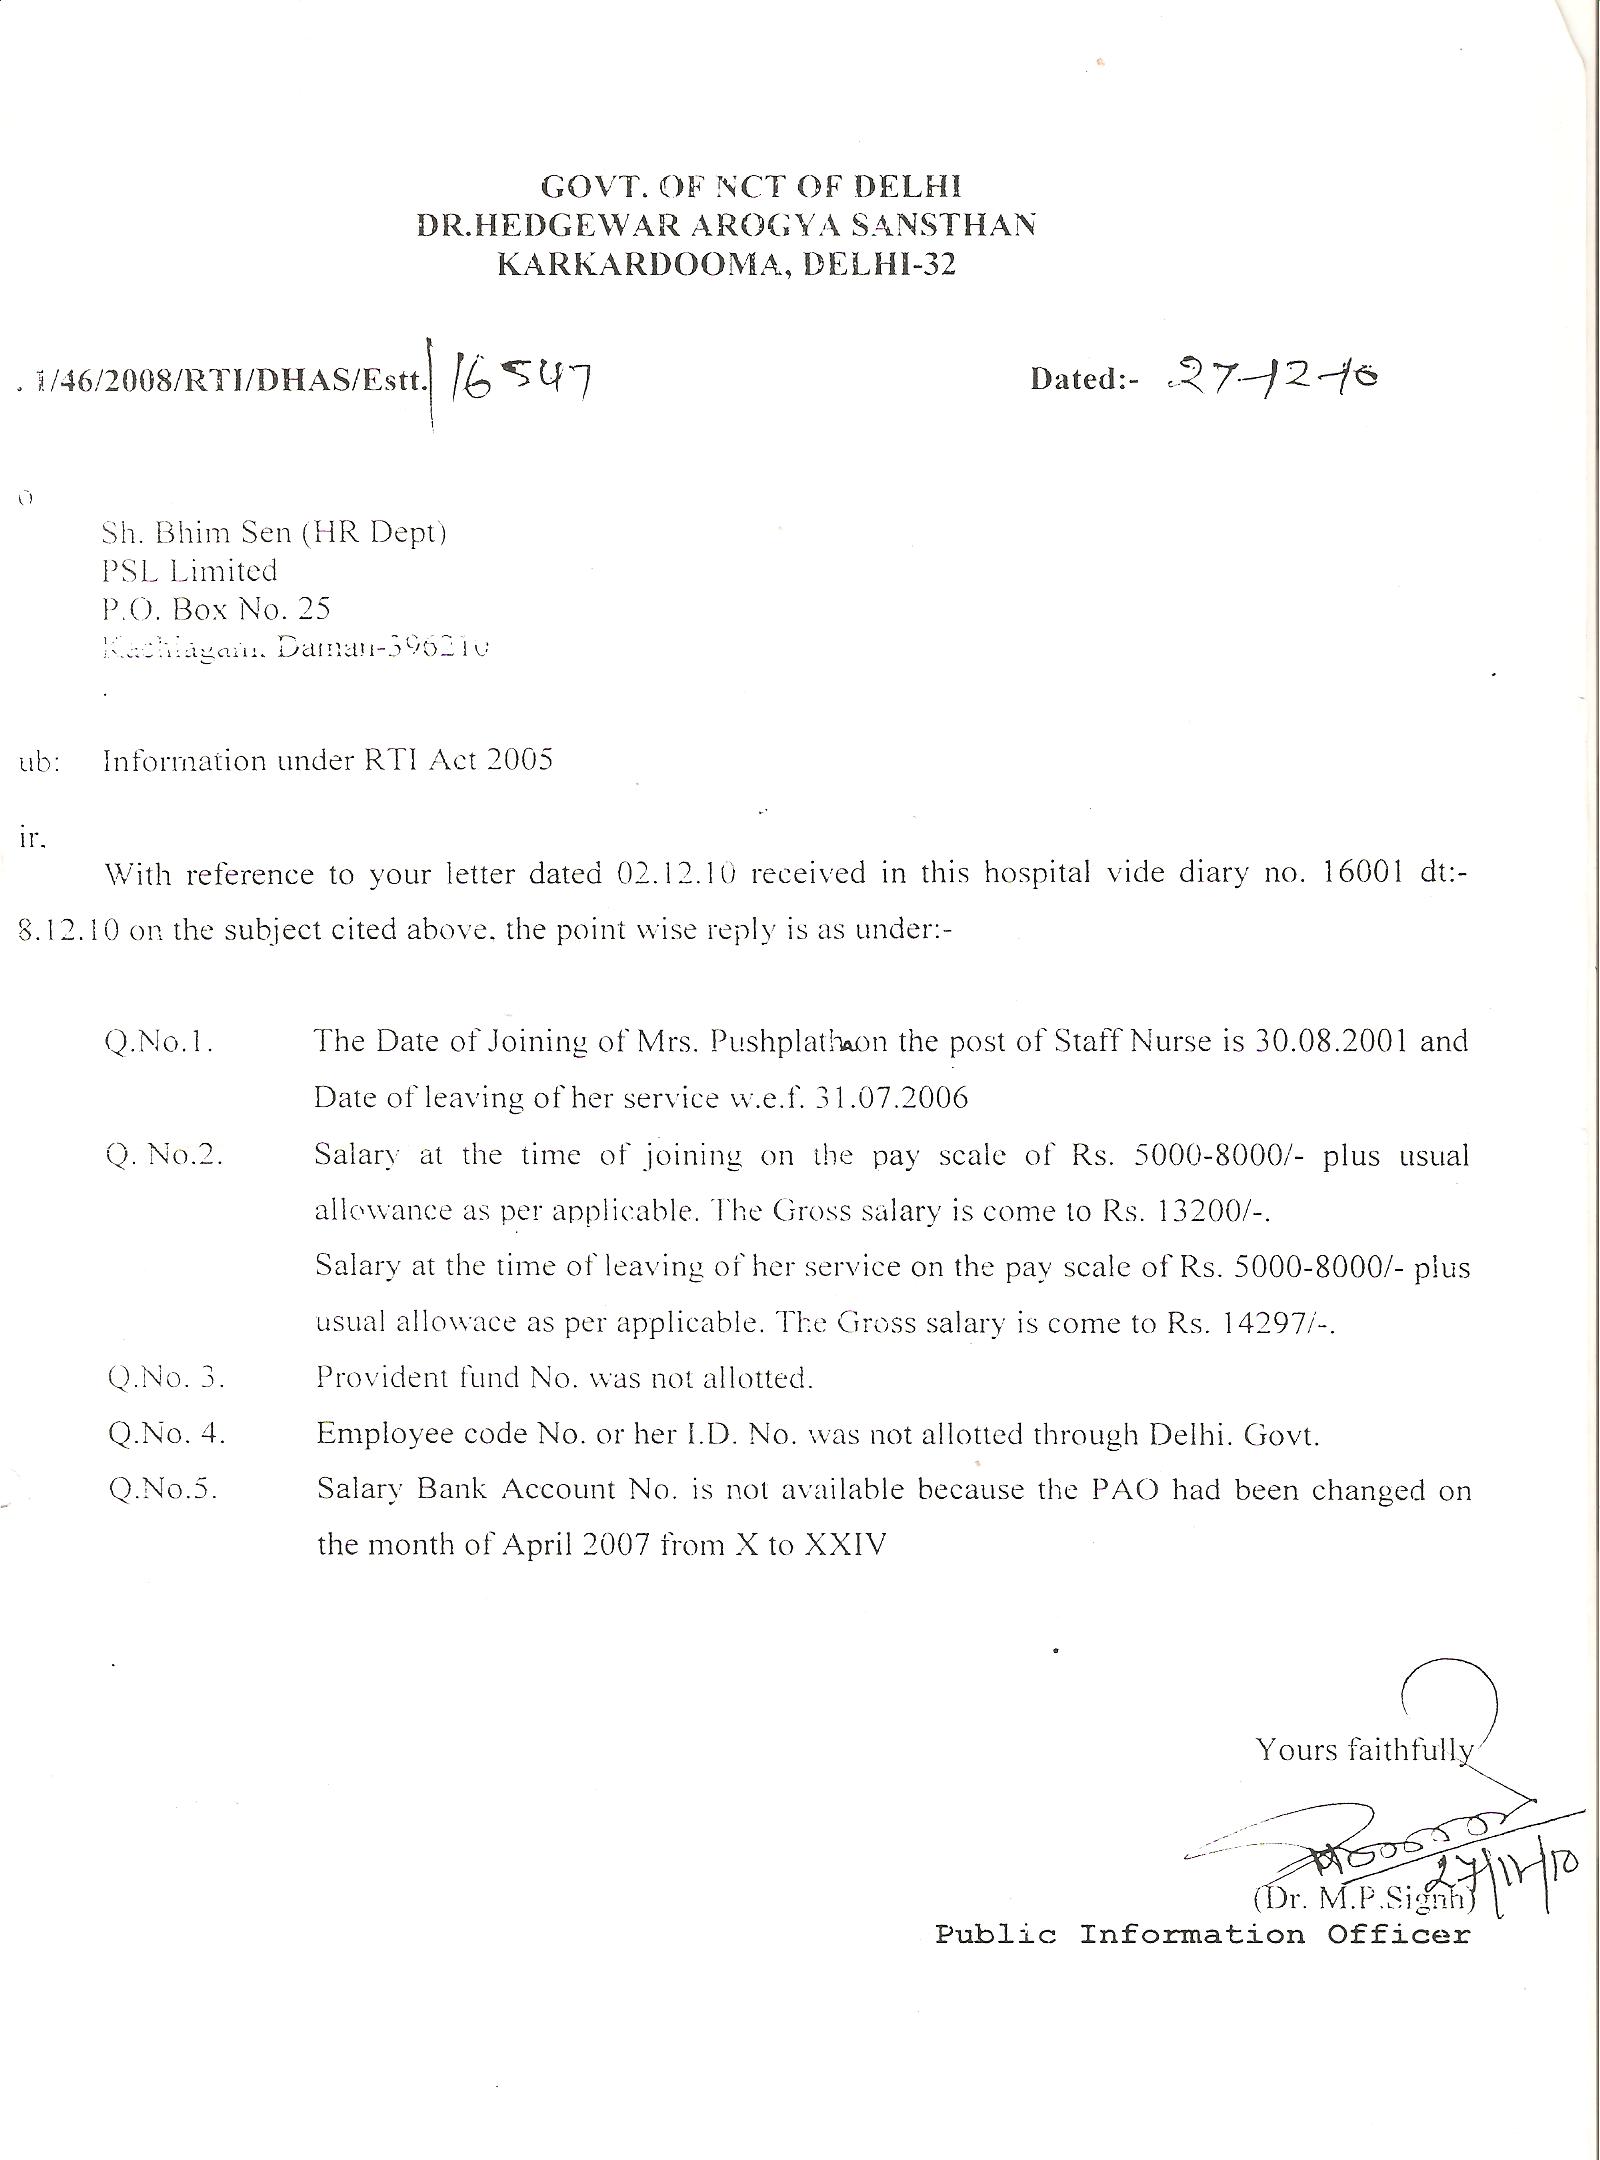 GOVT. OF NCT OF DELHI
DR.HEDGEWAR AROGYA SANSTHAN
KARKARDOOMA, DELHI-32
. 1/46/2008/RTI/DHAS/Estt./16547 Dated:- 27-12-10
o
Sh. Bhim Sen (HR Dept)
PSL Limited
P.O. Box No. 25
Kachiagam, Daman-396210
ub: Information under RTI Act 2005
ir,
With reference to your letter dated 02.12.10 received in this hospital vide diary no. 16001 dt:-
8.12.10 on the subject cited above, the point wise reply is as under:-
Q.No.1. The Date of Joining of Mrs. Pushplatha on the post of Staff Nurse is 30.08.2001 and
Date of leaving of her service w.e.f. 31.07.2006
Q. No.2. Salary at the time of joining on the pay scale of Rs. 5000-8000/- plus usual
allowance as per applicable. The Gross salary is come to Rs. 13200/-.
Salary at the time of leaving of her service on the pay scale of Rs. 5000-8000/- plus
usual allowace as per applicable. The Gross salary is come to Rs. 14297/-.
Q.No. 3. Provident fund No. was not allotted.
Q.No. 4. Employee code No. or her I.D. No. was not allotted through Delhi. Govt.
Q.No.5. Salary Bank Account No. is not available because the PAO had been changed on
the month of April 2007 from X to XXIV
Yours faithfully
27/12/10
(Dr. M.P.Signh)
Public Information Officer